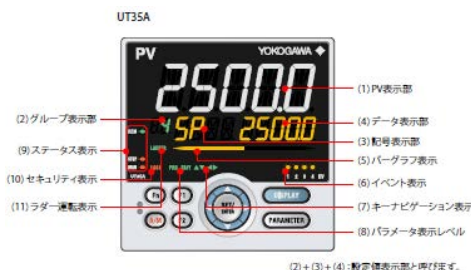 UT35A
PV
YOKOGAWA
2500.0
(1) PV表示部
(2) グループ表示部
4 SP 2500.0
(4) データ表示部
(3) 記号表示部
(9) ステータス表示
(5) バーグラフ表示
(6) イベント表示
(10) セキュリティ表示
(7) キーナビゲーション表示
(11) ラダー運転表示
Fn
F1
SET/
ENTER
DISPLAY
A/M
F2
PARAMETER
(8) パラメータ表示レベル
(2)+(3)+(4):設定値表示部と呼びます。